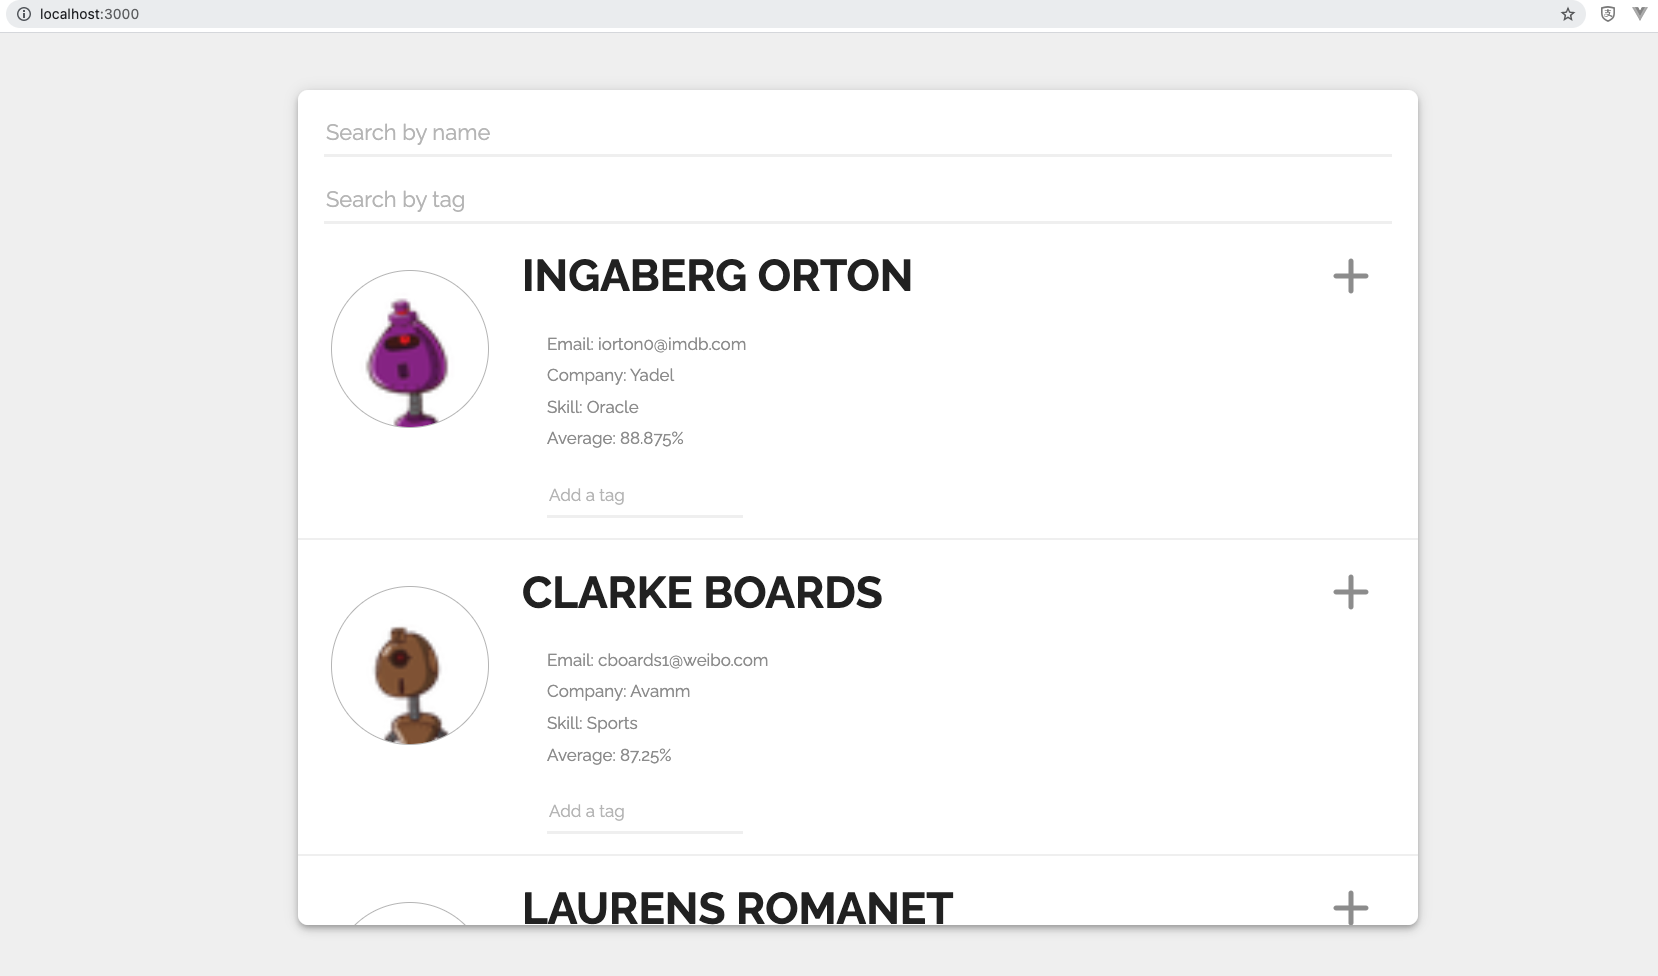 localhost:3000
Search by name
Search by tag
INGABERG ORTON
Email: iorton0@imdb.com
Company: Yadel
Skill: Oracle
Average: 88.875%
Add a tag
CLARKE BOARDS
Email: cboards1@weibo.com
Company: Avamm
Skill: Sports
Average: 87.25%
Add a tag
LAURENS ROMANET